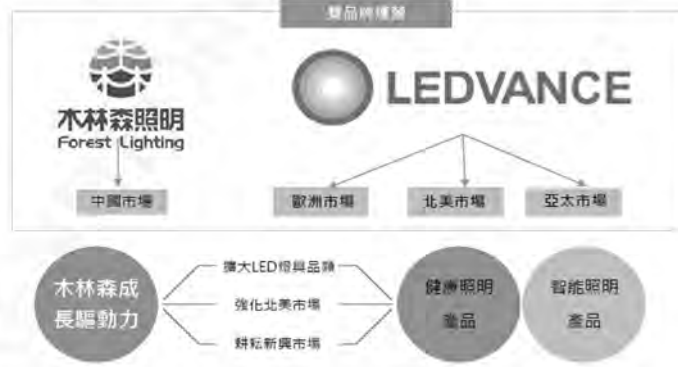 雙品牌運營
木林森照明
Forest Lighting
LEDVANCE
中國市場
歐洲市場
北美市場
亞太市場
木林森成
長驅動力
擴大LED燈具品類
強化北美市場
耕耘新興市場
健康照明
產品
智能照明
產品